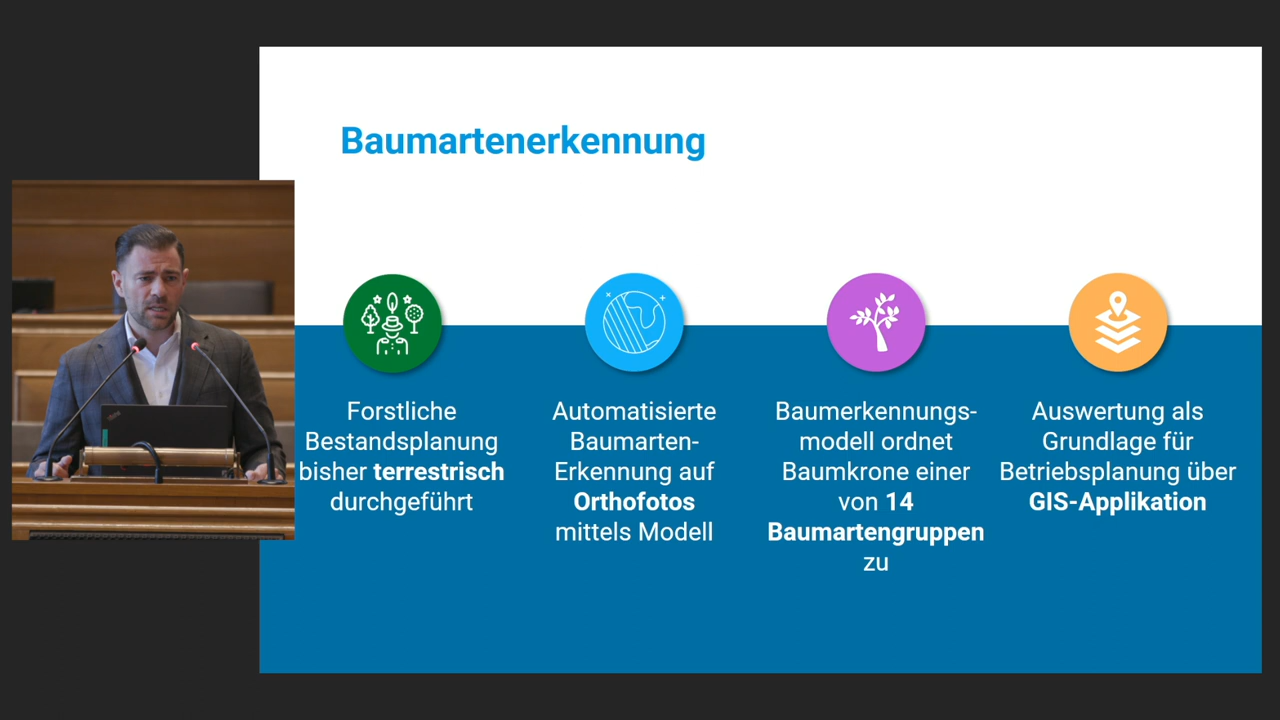 Baumartenerkennung
Forstliche
Bestandsplanung
bisher terrestrisch
durchgeführt
Automatisierte
Baumarten-
Erkennung auf
Orthofotos
mittels Modell
Baumerkennungs-
modell ordnet
Baumkrone einer
von 14
Baumartengruppen
zu
Auswertung als
Grundlage für
Betriebsplanung über
GIS-Applikation